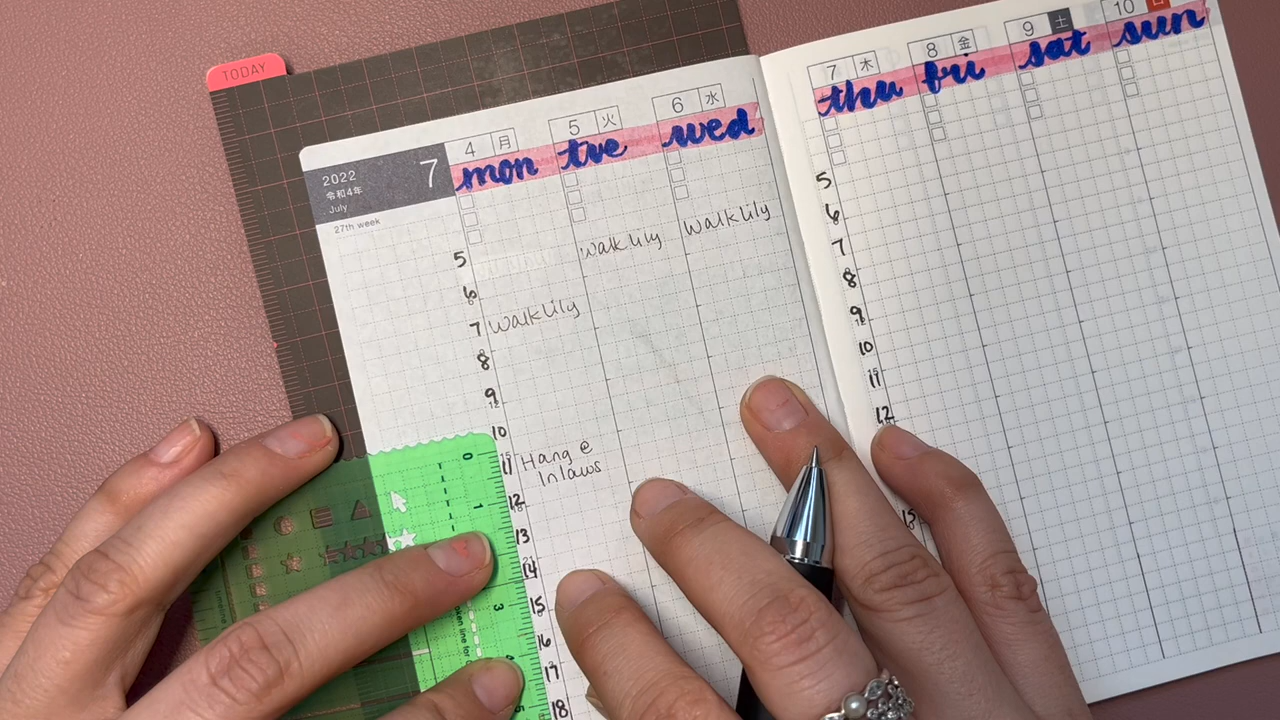 TODAY
2022
令和4年
July
7
27th week
4 月
5 火
6 水
7 木
8 金
9 土
10 日
mon tue wed thu fri sat sun
5
6
7
8
9
10
11
12
13
14
15
16
17
18
Walk Lily
Walk Lily
Walk Lily
Hang @
Inlaws
5
6
7
8
9
10
11
12
0
1
3